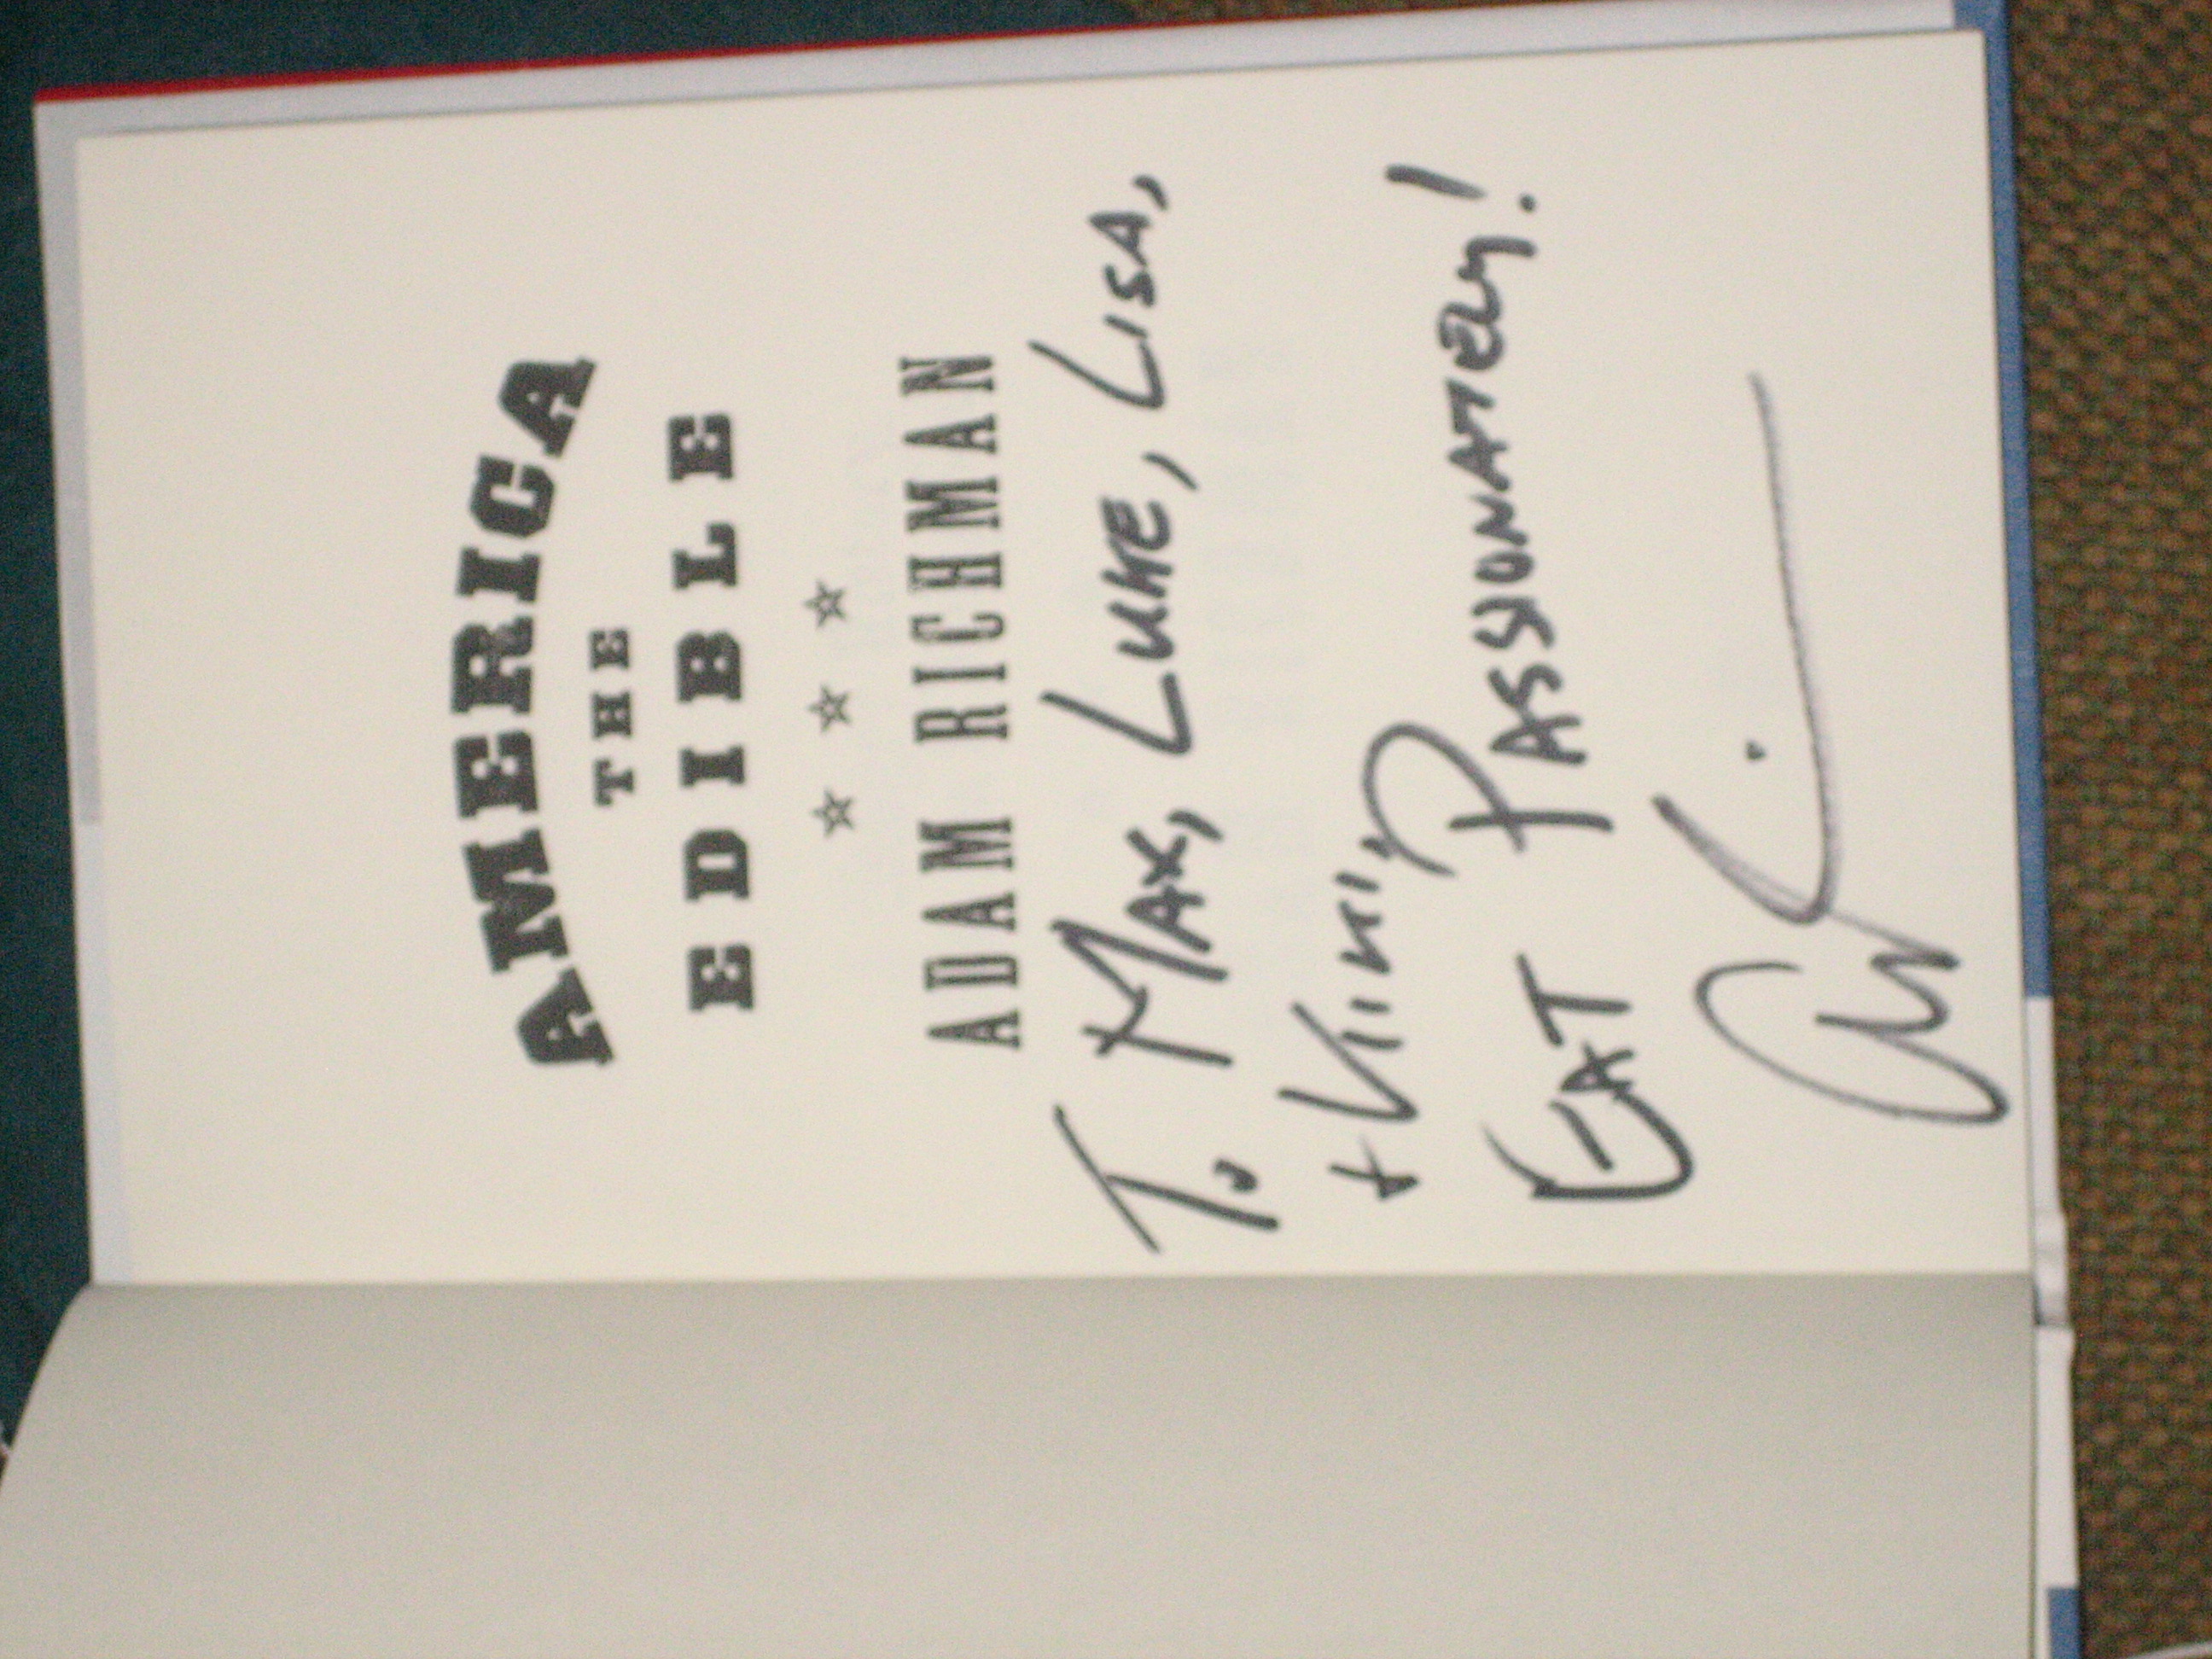 AMERICA
THE
EDIBLE
ADAM RICHMAN
To MAX, LUKE, LISA,
EAT PASSIONATELY!